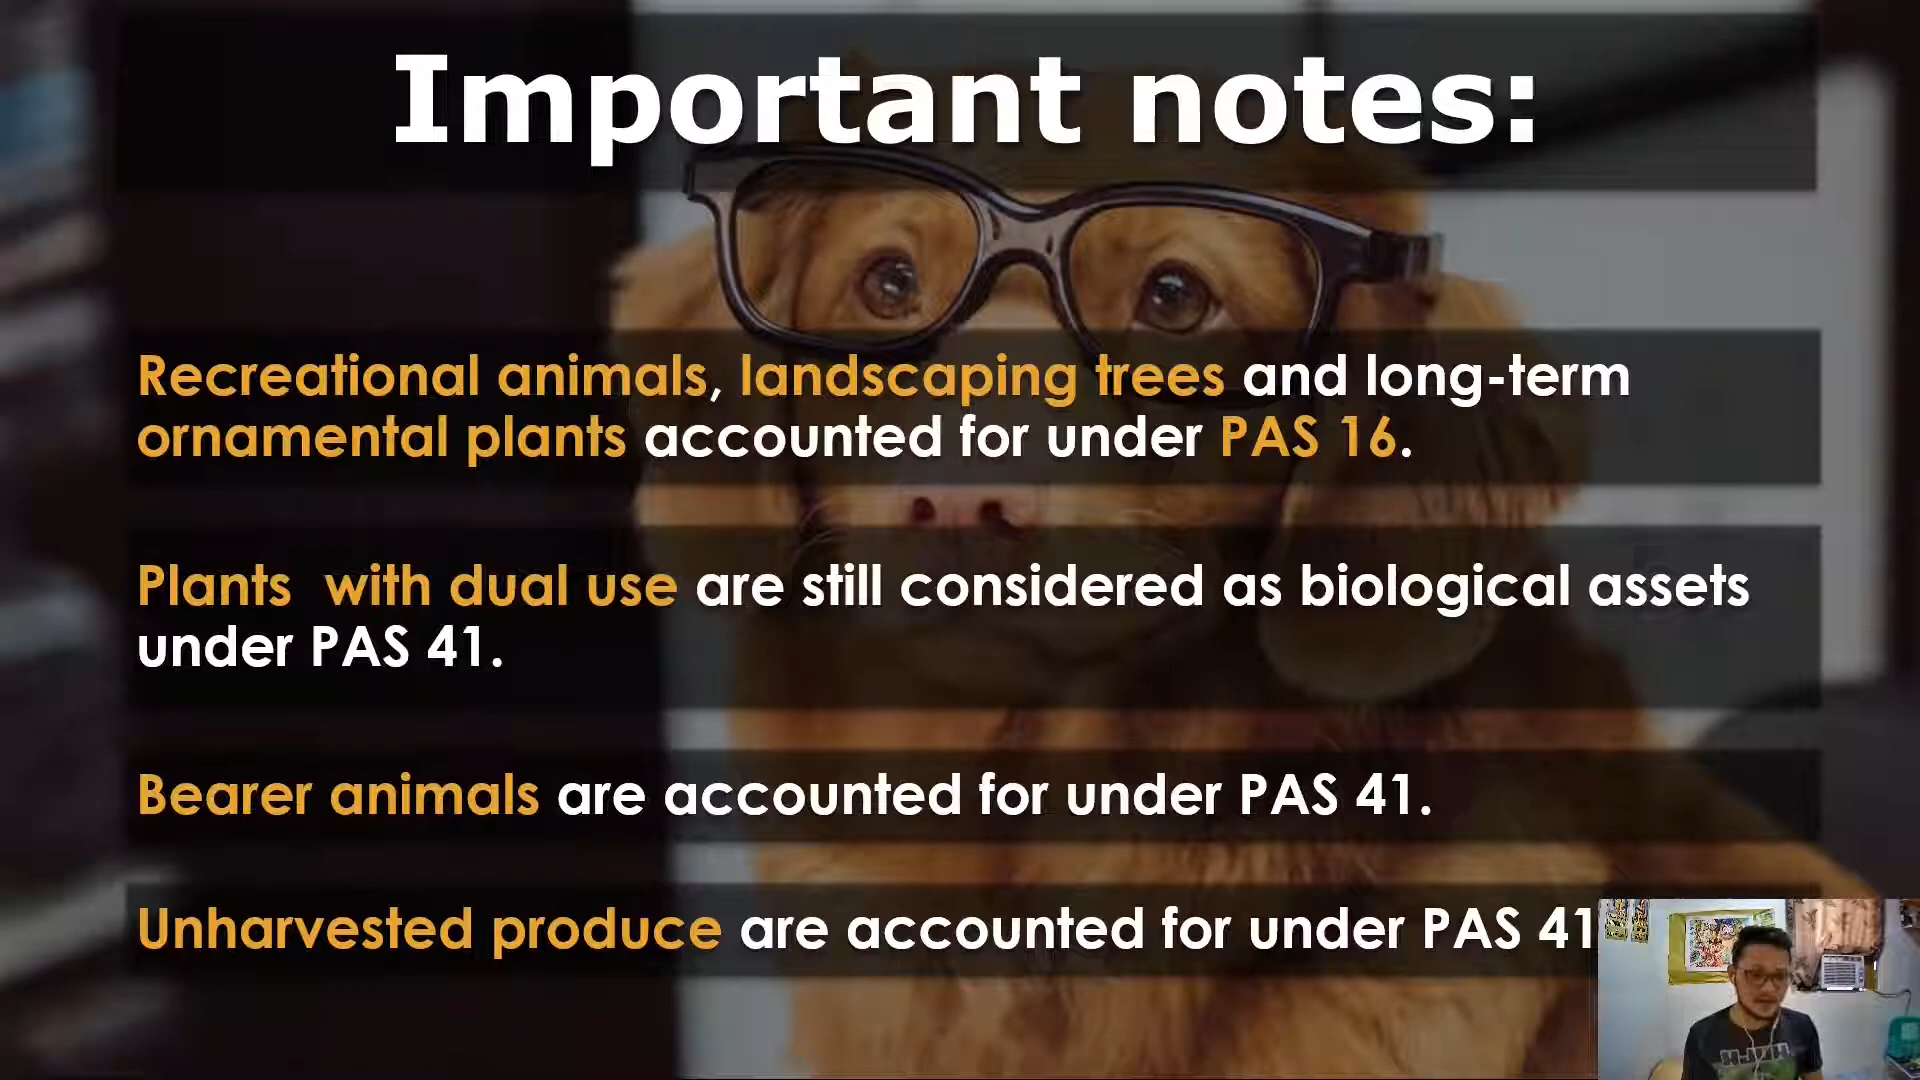 Important notes:
Recreational animals, landscaping trees and long-term
ornamental plants accounted for under PAS 16.
Plants  with dual use are still considered as biological assets
under PAS 41.
Bearer animals are accounted for under PAS 41.
Unharvested produce are accounted for under PAS 41